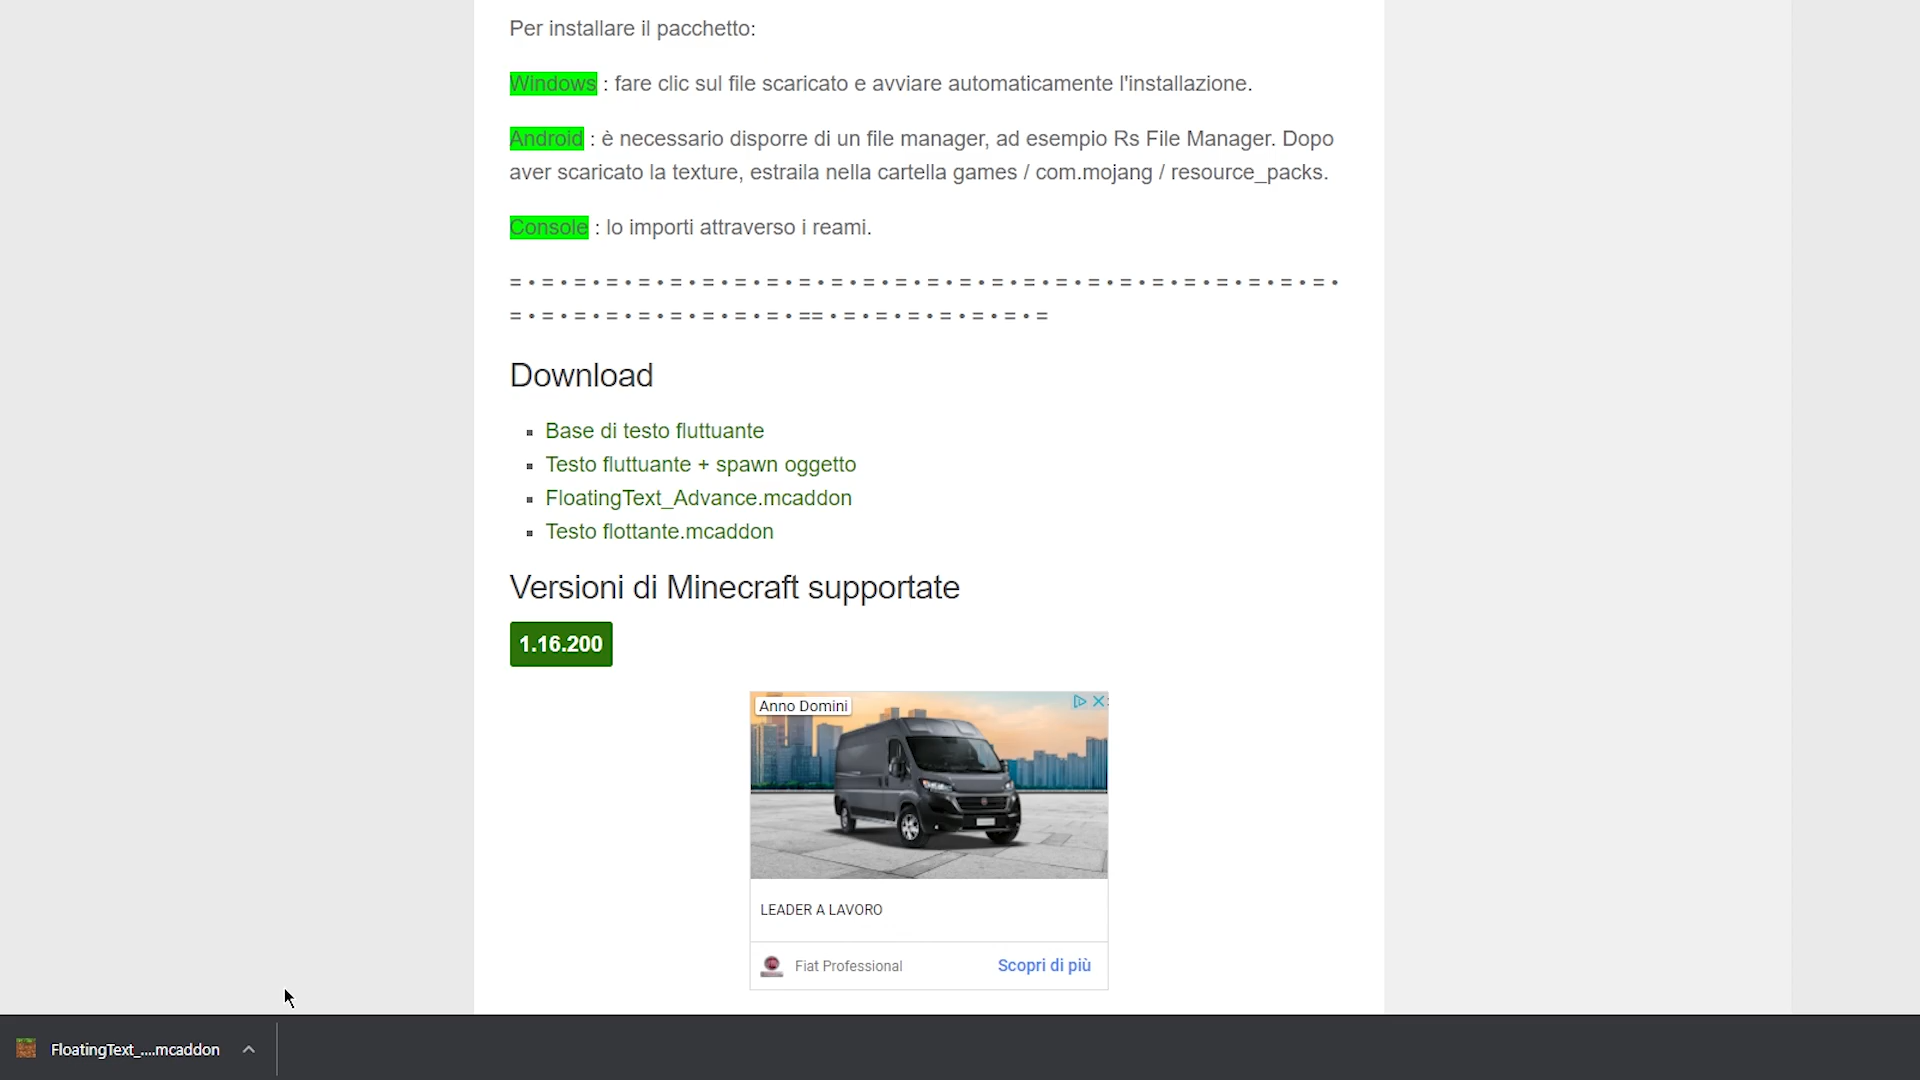 Per installare il pacchetto:
Windows : fare clic sul file scaricato e avviare automaticamente l'installazione.
Android : è necessario disporre di un file manager, ad esempio Rs File Manager. Dopo
aver scaricato la texture, estraila nella cartella games / com.mojang / resource_packs.
Console : lo importi attraverso i reami.
= • = • = • = • = • = • = • = • = • = • = • = • = • = • = • = • = • = • = • = • = • = • = • = • = • = •
= • = • = • = • = • = • = • = • = • == • = • = • = • = • = • = • =
Download
Base di testo fluttuante
Testo fluttuante + spawn oggetto
FloatingText_Advance.mcaddon
Testo flottante.mcaddon
Versioni di Minecraft supportate
1.16.200
Anno Domini
LEADER A LAVORO
Fiat Professional
Scopri di più
FloatingText_....mcaddon